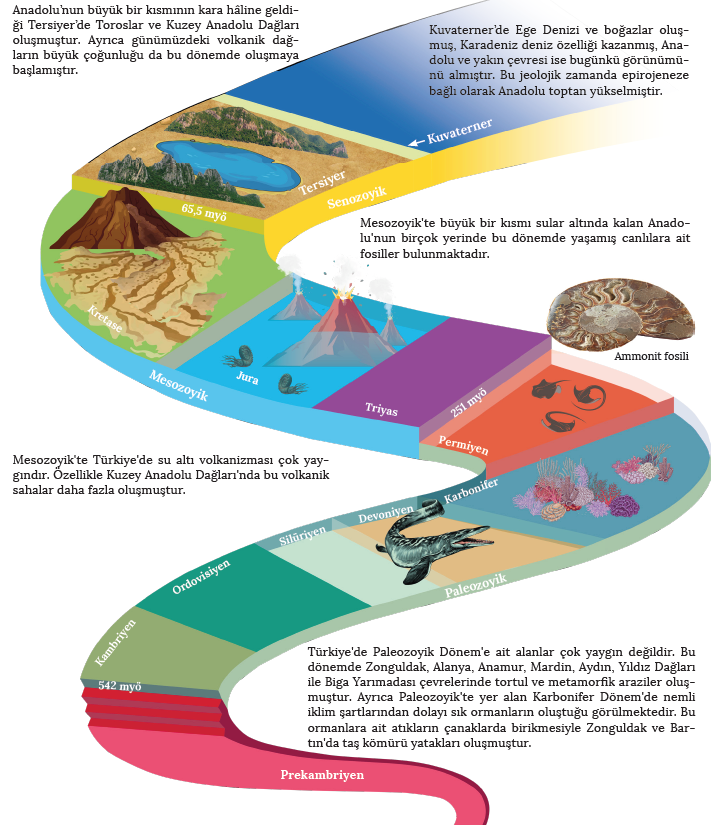 Anadolu’nun büyük bir kısmının kara hâline geldi-
ği Tersiyer’de Toroslar ve Kuzey Anadolu Dağları
oluşmuştur. Ayrıca günümüzdeki volkanik dağ-
ların büyük çoğunluğu da bu dönemde oluşmaya
başlamıştır.
Kuvaterner’de Ege Denizi ve boğazlar oluş-
muş, Karadeniz deniz özelliği kazanmış, Ana-
dolu ve yakın çevresi ise bugünkü görünümü-
nü almıştır. Bu jeolojik zamanda epirojeneze
bağlı olarak Anadolu toptan yükselmiştir.
Kuvaterner
Tersiyer
Senozoyik
65,5 myö
Mesozoyik'te büyük bir kısmı sular altında kalan Anado-
lu'nun birçok yerinde bu dönemde yaşamış canlılara ait
fosiller bulunmaktadır.
Kretase
Ammonit fosili
Mesozoyik
Jura
Triyas
251 myö
Permiyen
Mesozoyik'te Türkiye'de su altı volkanizması çok yay-
gındır. Özellikle Kuzey Anadolu Dağları'nda bu volkanik
sahalar daha fazla oluşmuştur.
Karbonifer
Devoniyen
Silüriyen
Ordovisiyen
Paleozoyik
Kambriyen
542 myö
Türkiye'de Paleozoyik Dönem'e ait alanlar çok yaygın değildir. Bu
dönemde Zonguldak, Alanya, Anamur, Mardin, Aydın, Yıldız Dağları
ile Biga Yarımadası çevrelerinde tortul ve metamorfik araziler oluş-
muştur. Ayrıca Paleozoyik'te yer alan Karbonifer Dönem'de nemli
iklim şartlarından dolayı sık ormanların oluştuğu görülmektedir. Bu
ormanlara ait atıkların çanaklarda birikmesiyle Zonguldak ve Bar-
tın'da taş kömürü yatakları oluşmuştur.
Prekambriyen